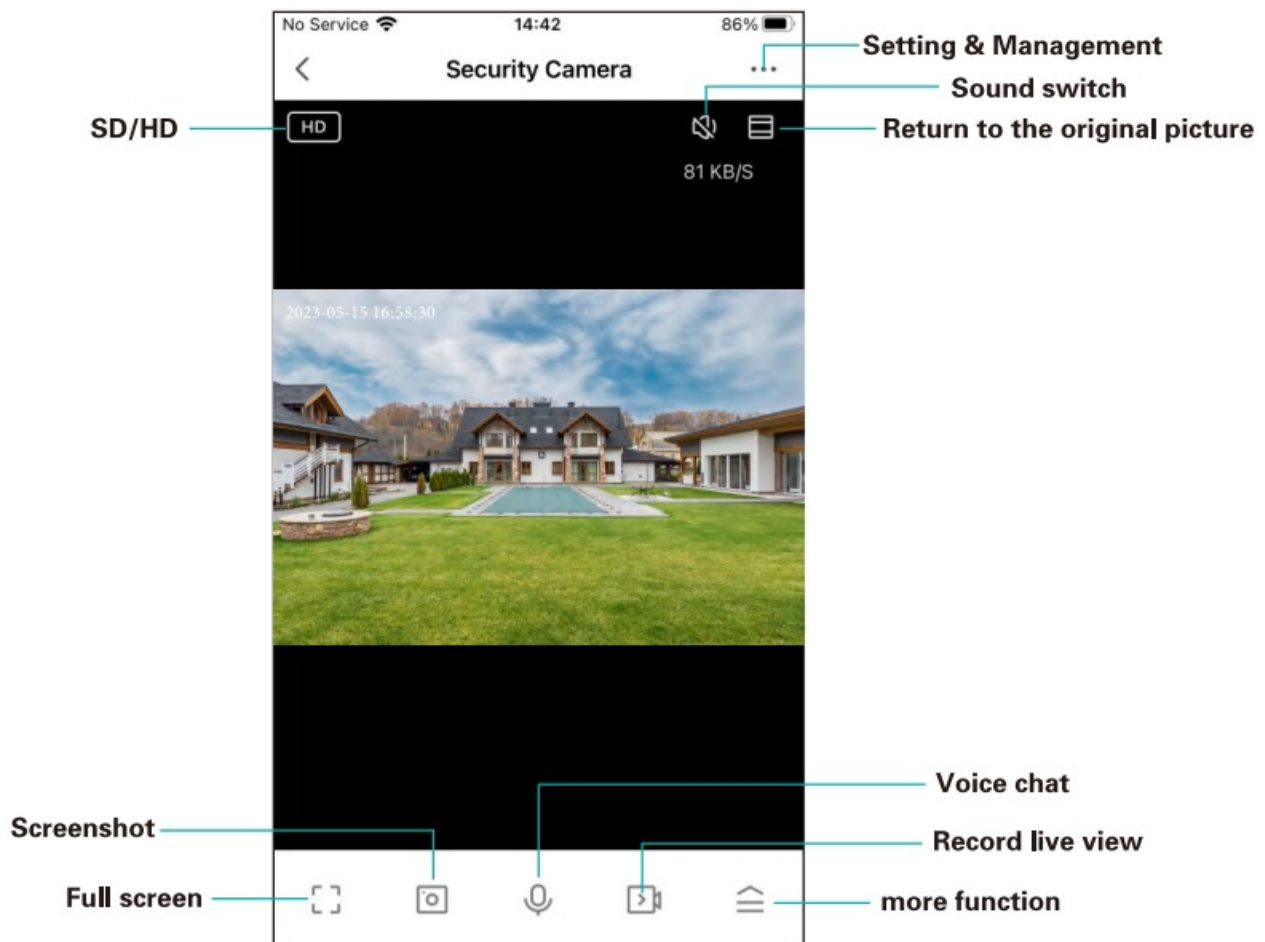 No Service 14:42 86%
Security Camera
Setting & Management
Sound switch
SD/HD
HD
Return to the original picture
81 KB/S
2023-05-15 16:58:30
Voice chat
Screenshot
Record live view
Full screen
more function